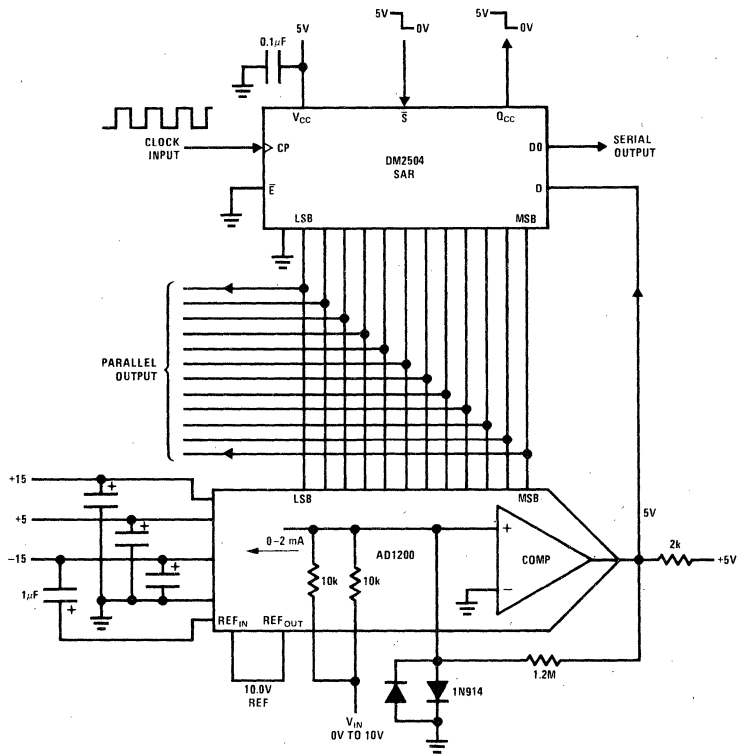 5V
5V
0V
5V
0V
0.1μF
VCC
S̅
QCC
CLOCK
INPUT
CP
DM2504
SAR
DO
SERIAL
OUTPUT
E̅
D
LSB
MSB
PARALLEL
OUTPUT
+15
+5
-15
1μF
+
+
+
+
LSB
MSB
0-2 mA
AD1200
10k
10k
+
COMP
−
5V
2k
+5V
REFIN
REFOUT
10.0V
REF
VIN
0V TO 10V
1N914
1.2M